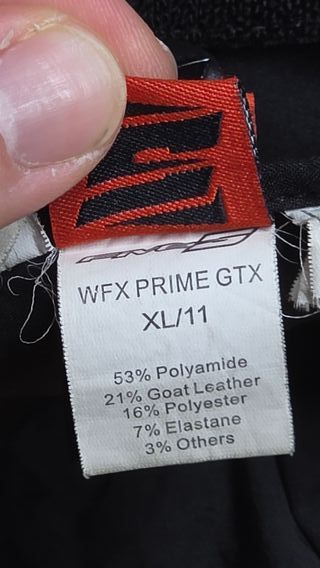 FIVE
WFX PRIME GTX
XL/11
53% Polyamide
21% Goat Leather
16% Polyester
7% Elastane
3% Others